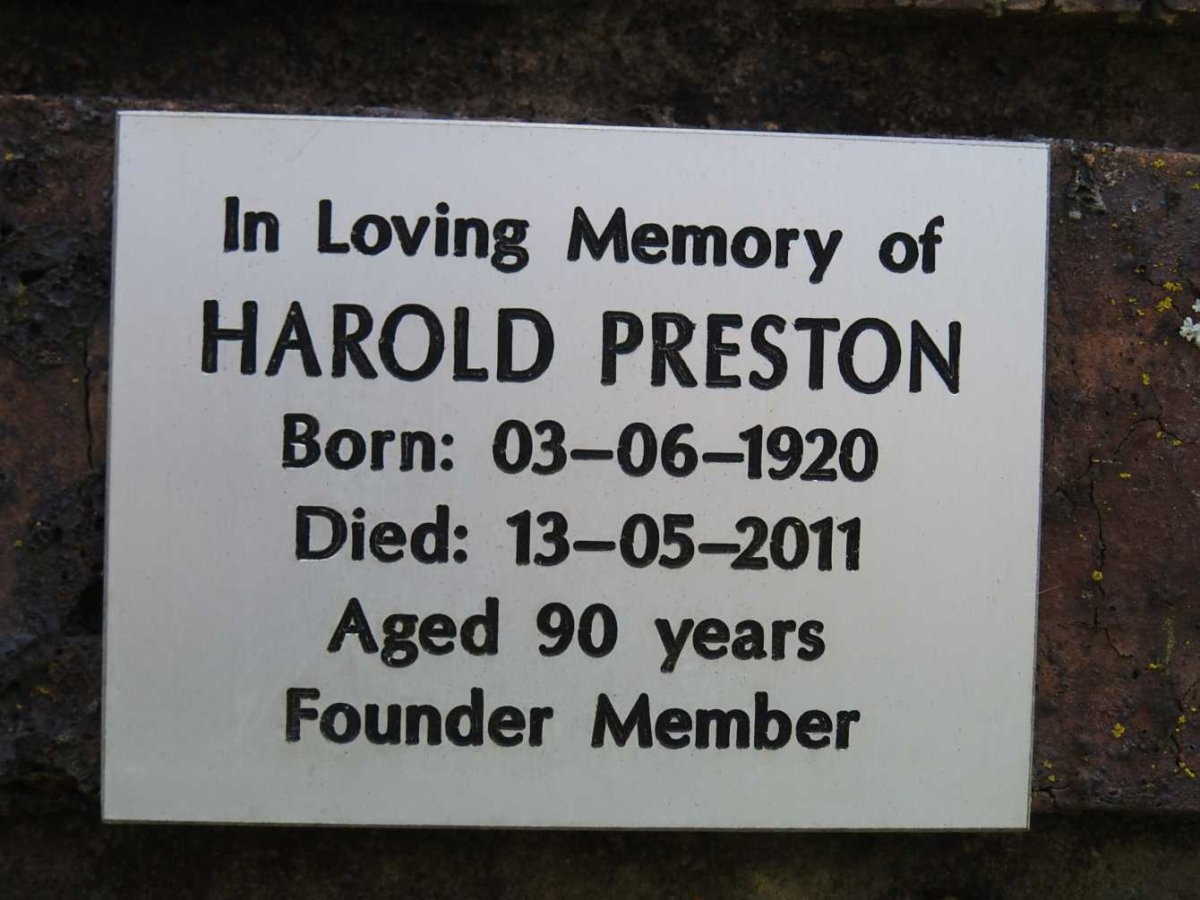 In Loving Memory of
HAROLD PRESTON
Born: 03-06-1920
Died: 13-05-2011
Aged 90 years
Founder Member